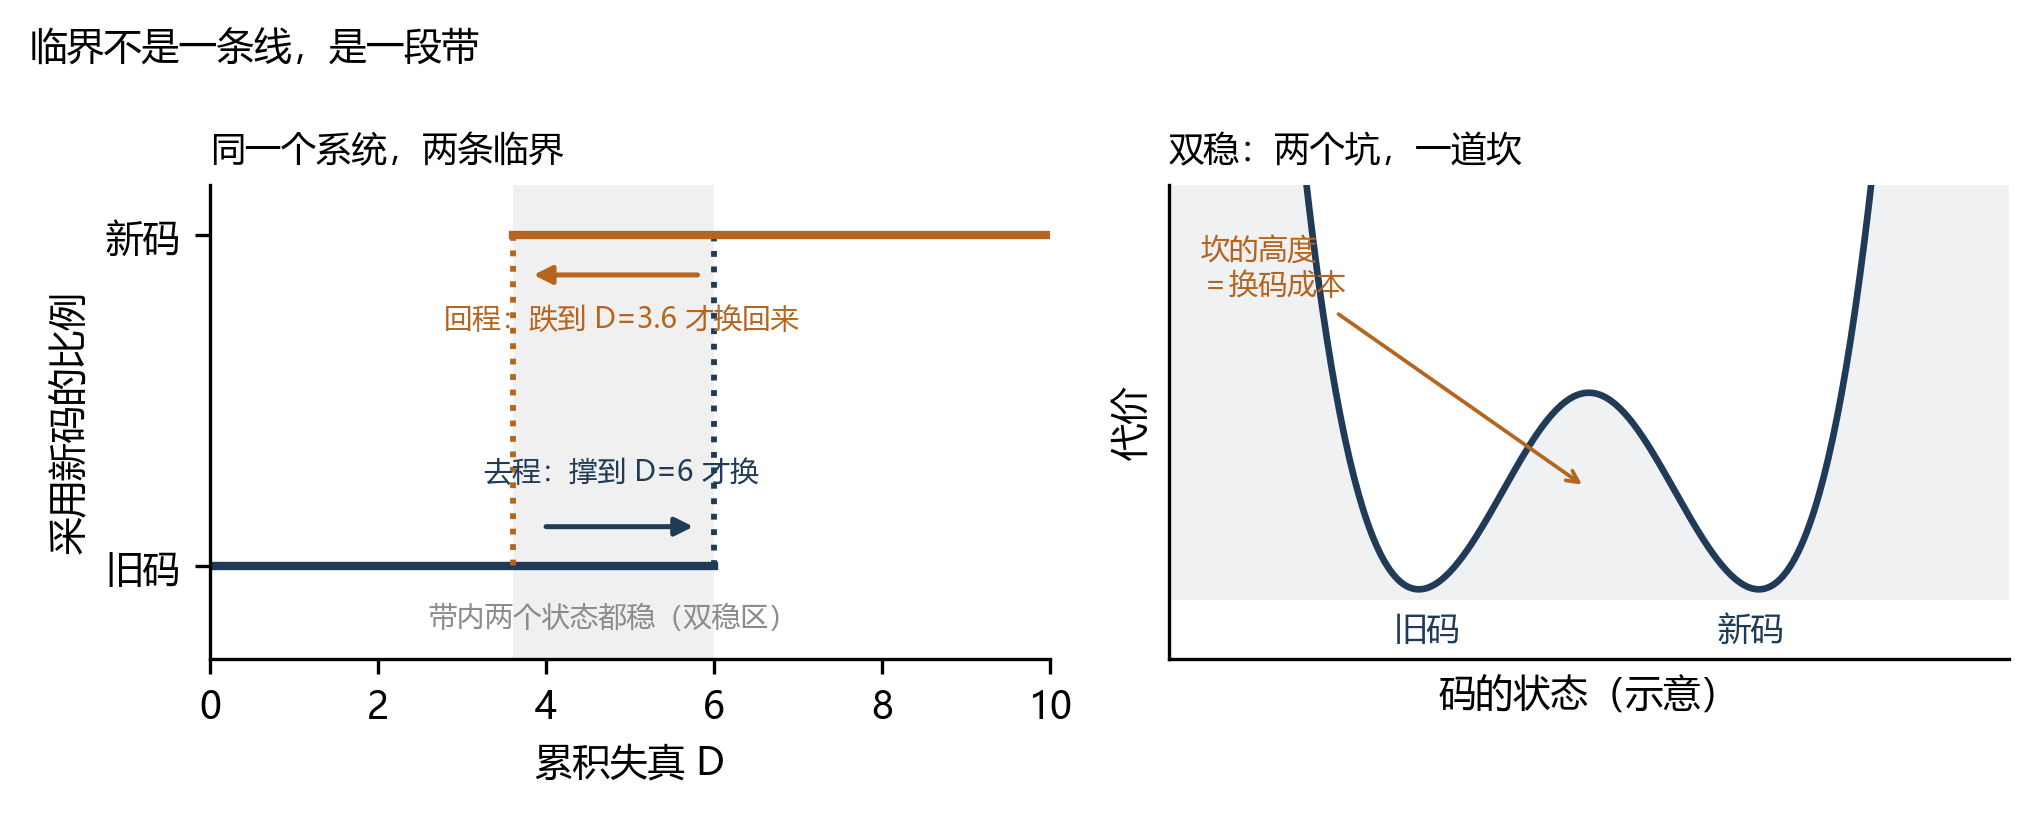 临界不是一条线，是一段带
同一个系统，两条临界
新码
旧码
采用新码的比例
回程：跌到 D=3.6 才换回来
去程：撑到 D=6 才换
带内两个状态都稳（双稳区）
0 2 4 6 8 10
累积失真 D
双稳：两个坑，一道坎
坎的高度
=换码成本
代价
旧码 新码
码的状态（示意）